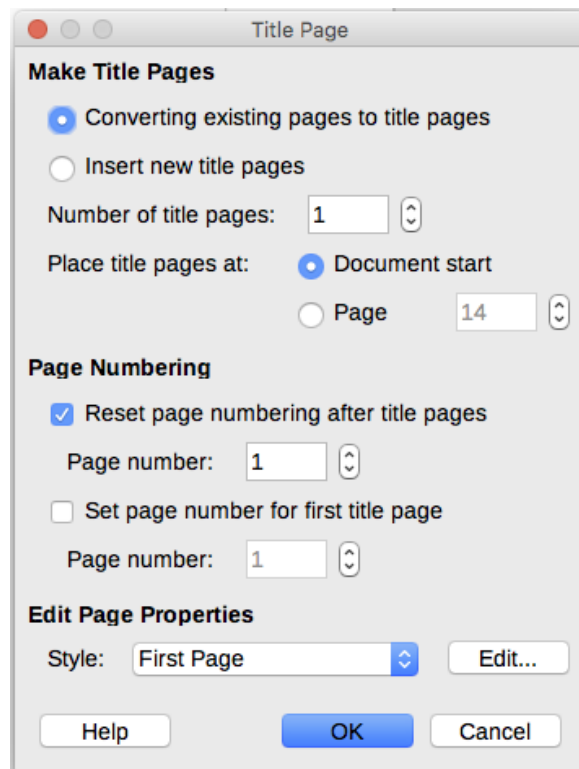 Title Page
Make Title Pages
Converting existing pages to title pages
Insert new title pages
Number of title pages: 1
Place title pages at: Document start
Page 14
Page Numbering
Reset page numbering after title pages
Page number: 1
Set page number for first title page
Page number: 1
Edit Page Properties
Style: First Page Edit...
Help OK Cancel